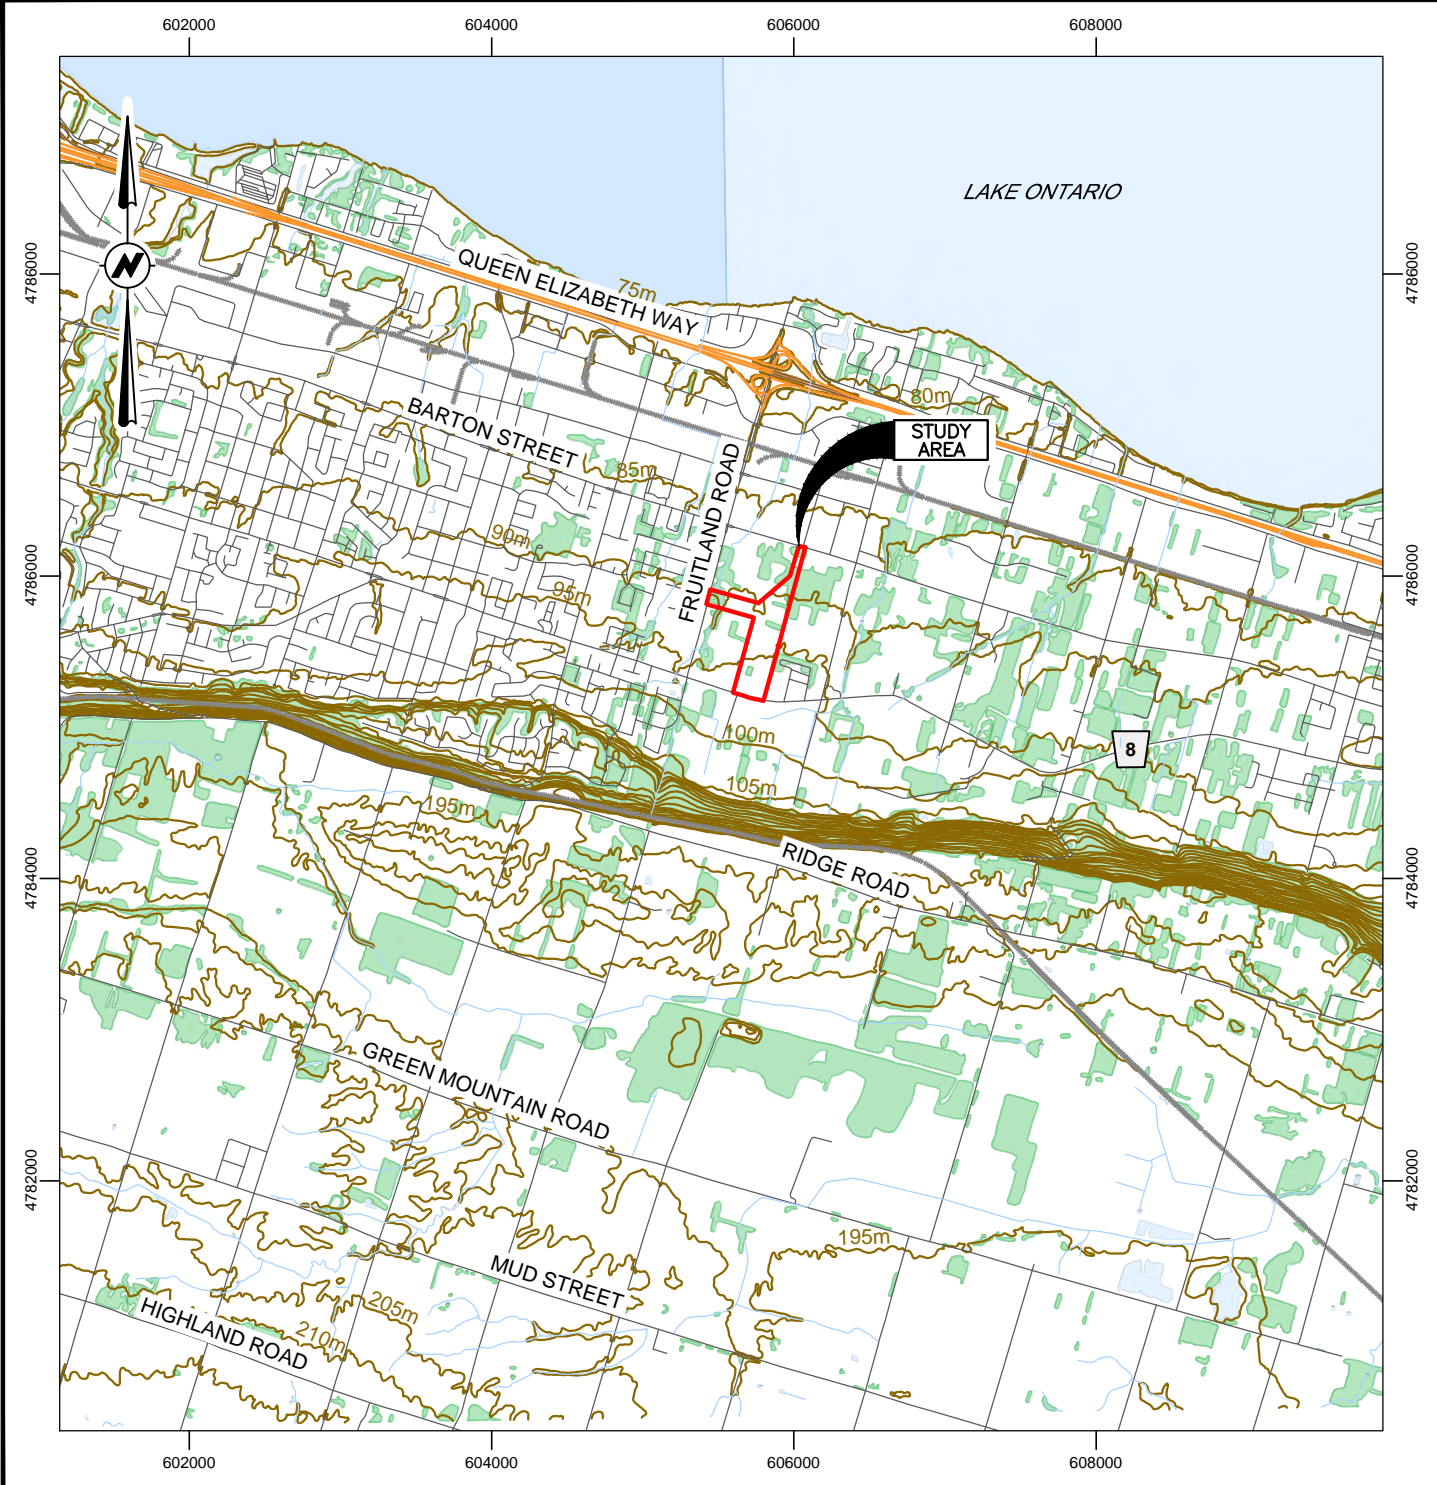 602000
604000
606000
608000
LAKE ONTARIO
4788000
4788000
QUEEN ELIZABETH WAY
75m
80m
BARTON STREET
STUDY
AREA
85m
FRUITLAND ROAD
90m
95m
4786000
4786000
100m
8
105m
195m
RIDGE ROAD
4784000
4784000
GREEN MOUNTAIN ROAD
4782000
4782000
195m
MUD STREET
205m
210m
HIGHLAND ROAD
602000
604000
606000
608000